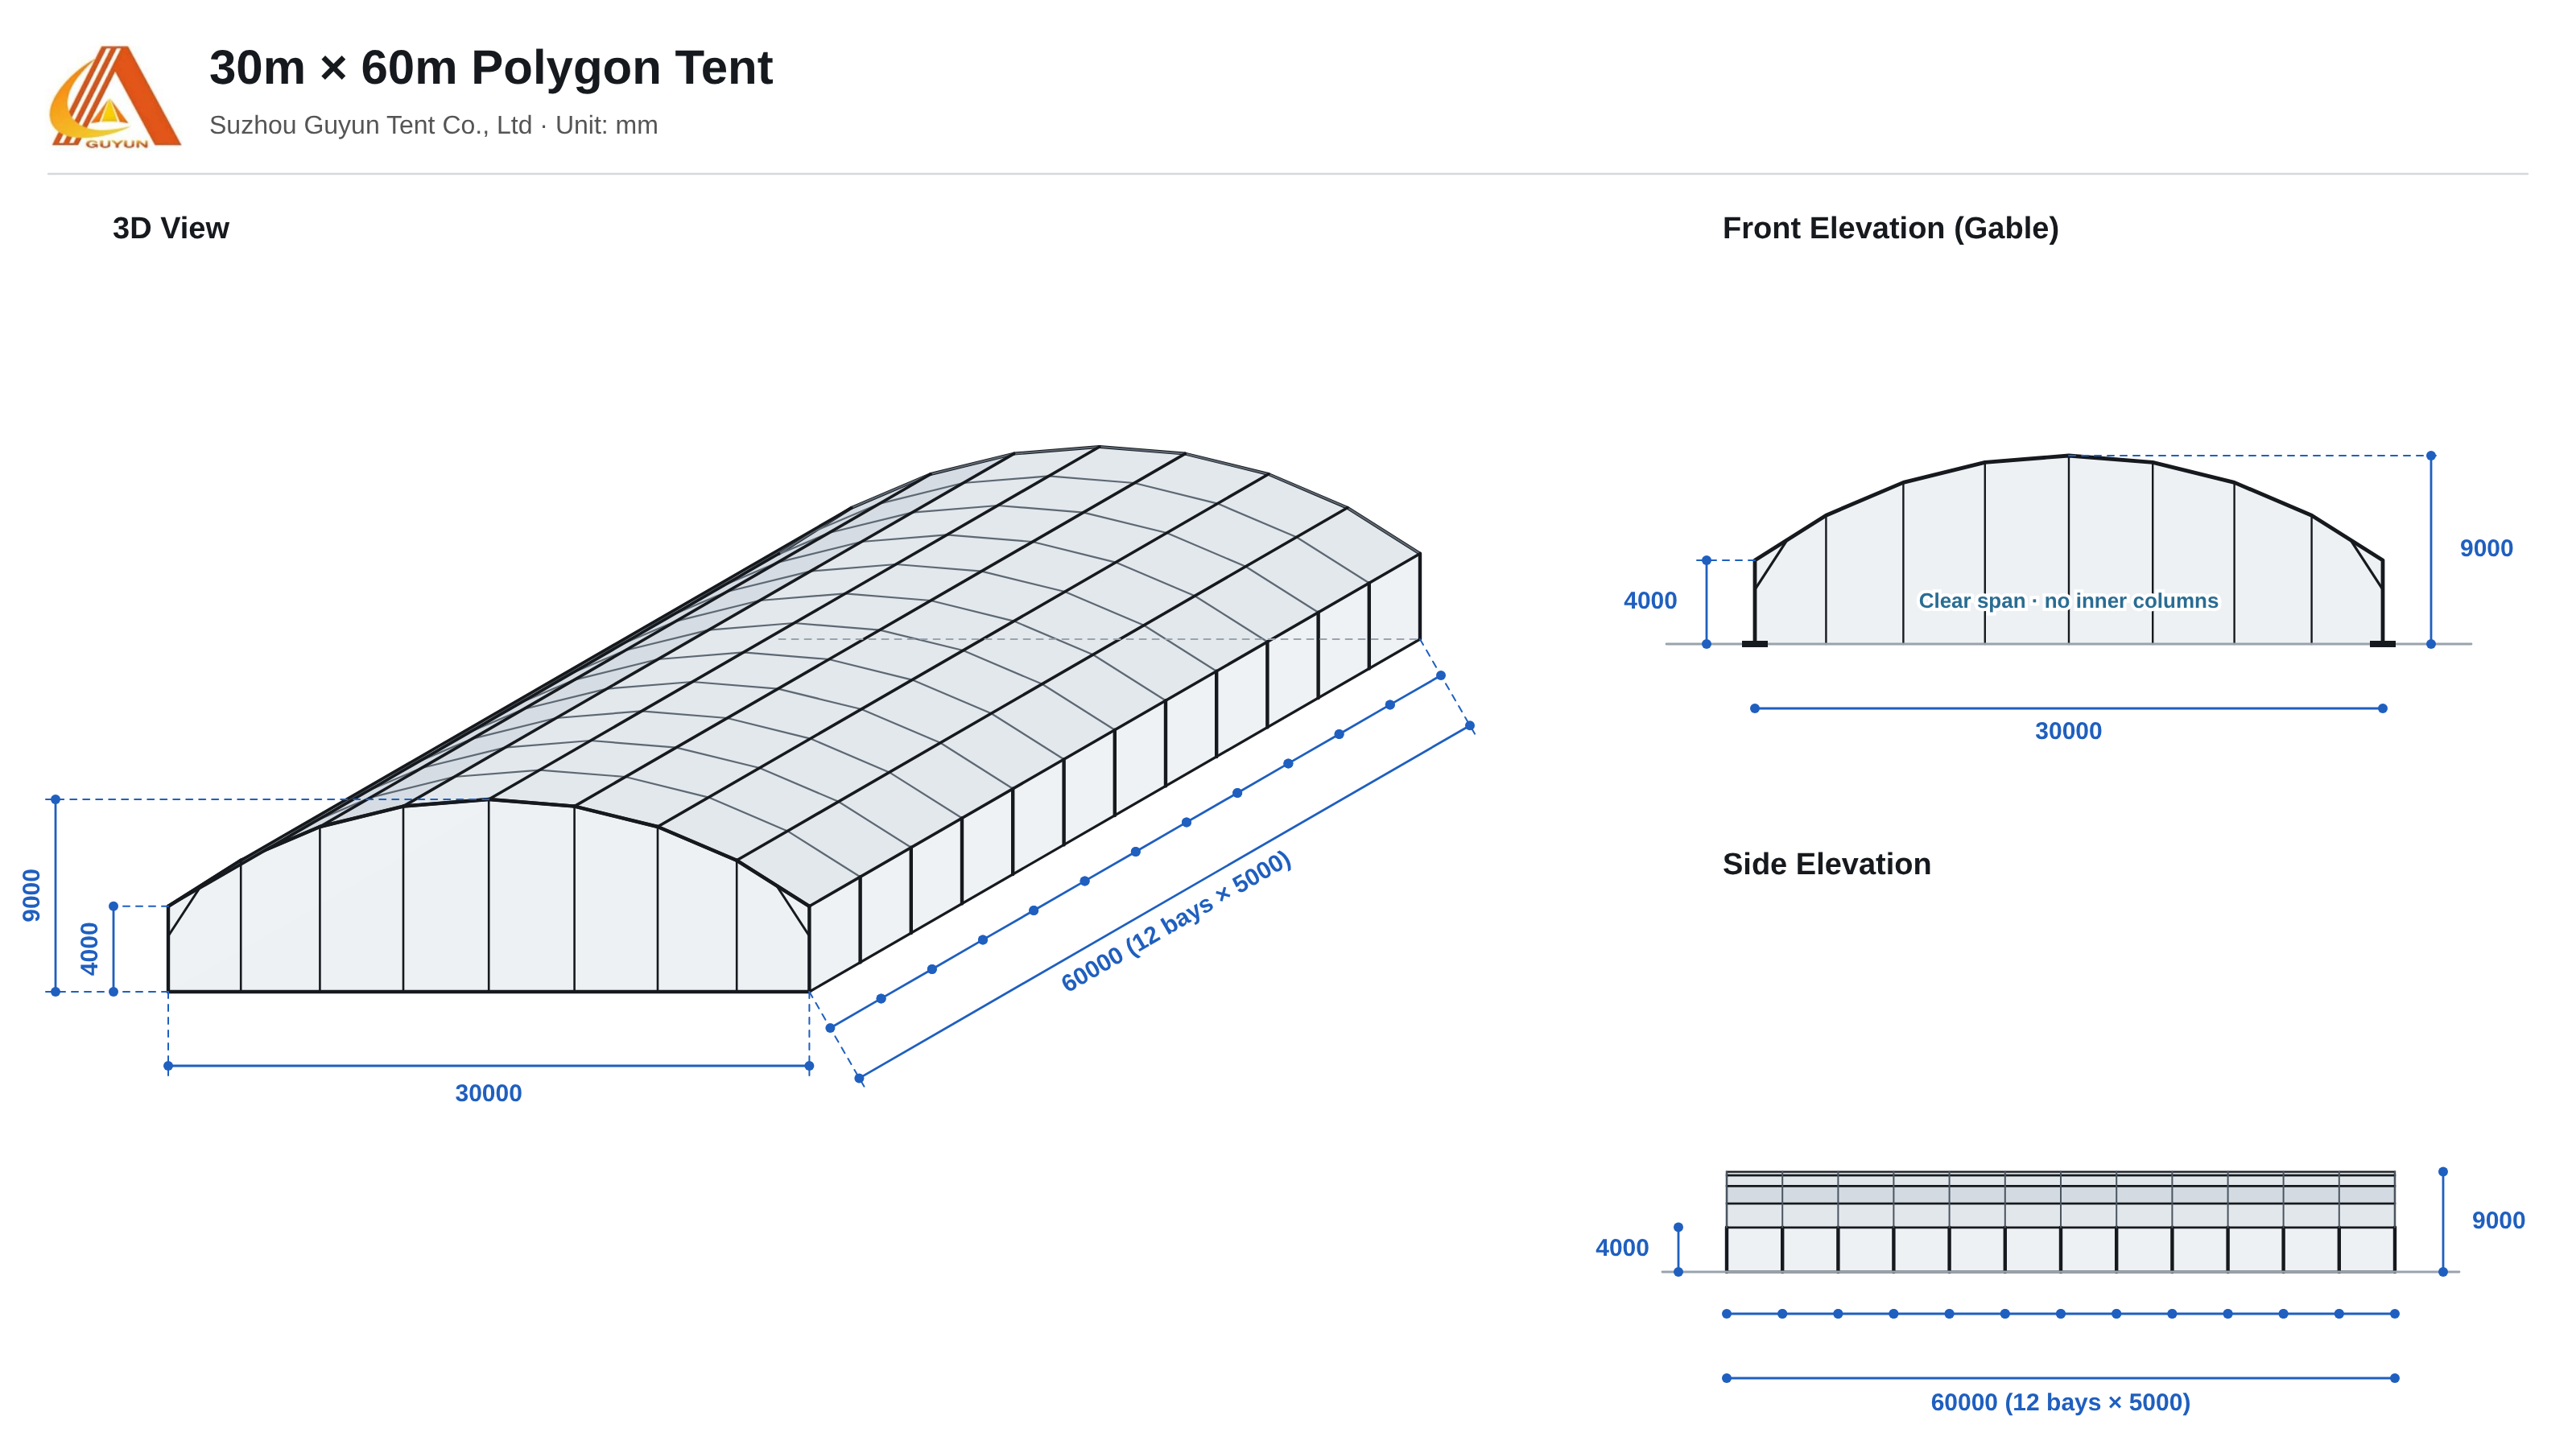 GUYUN
30m × 60m Polygon Tent
Suzhou Guyun Tent Co., Ltd · Unit: mm
3D View
9000
4000
30000
60000 (12 bays × 5000)
Front Elevation (Gable)
4000
Clear span · no inner columns
9000
30000
Side Elevation
4000
9000
60000 (12 bays × 5000)